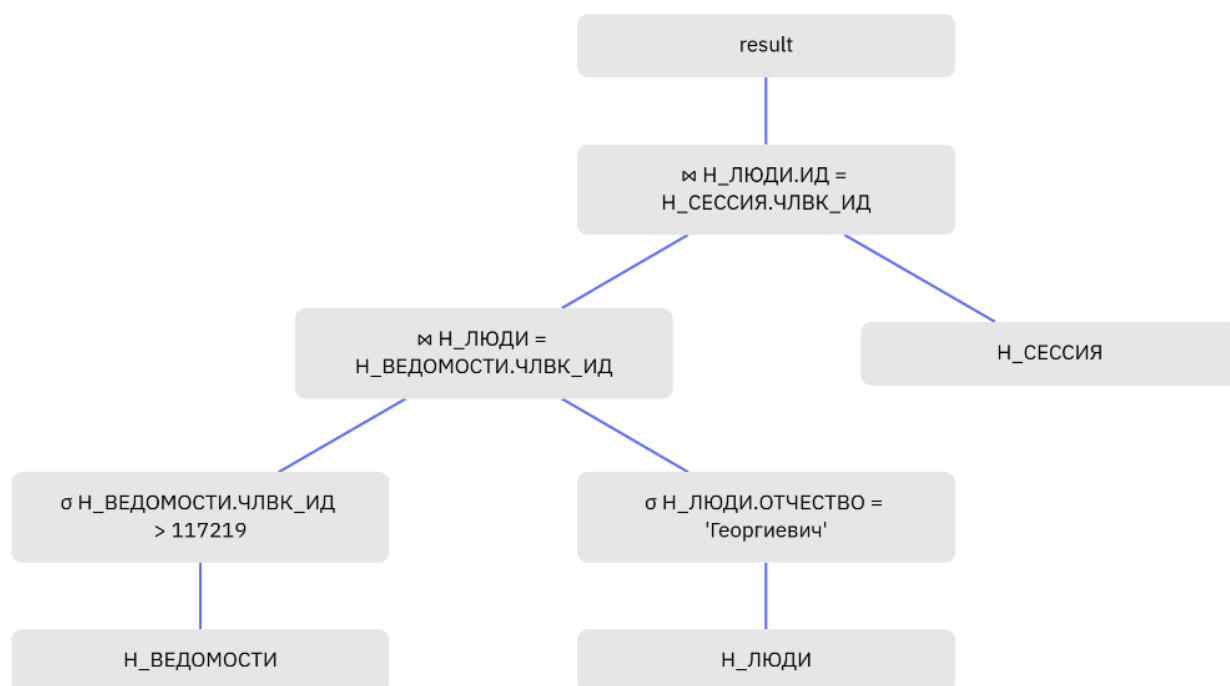 result
⋈ Н_ЛЮДИ.ИД =
Н_СЕССИЯ.ЧЛВК_ИД
⋈ Н_ЛЮДИ =
Н_ВЕДОМОСТИ.ЧЛВК_ИД
Н_СЕССИЯ
σ Н_ВЕДОМОСТИ.ЧЛВК_ИД
> 117219
σ Н_ЛЮДИ.ОТЧЕСТВО =
'Георгиевич'
Н_ВЕДОМОСТИ
Н_ЛЮДИ